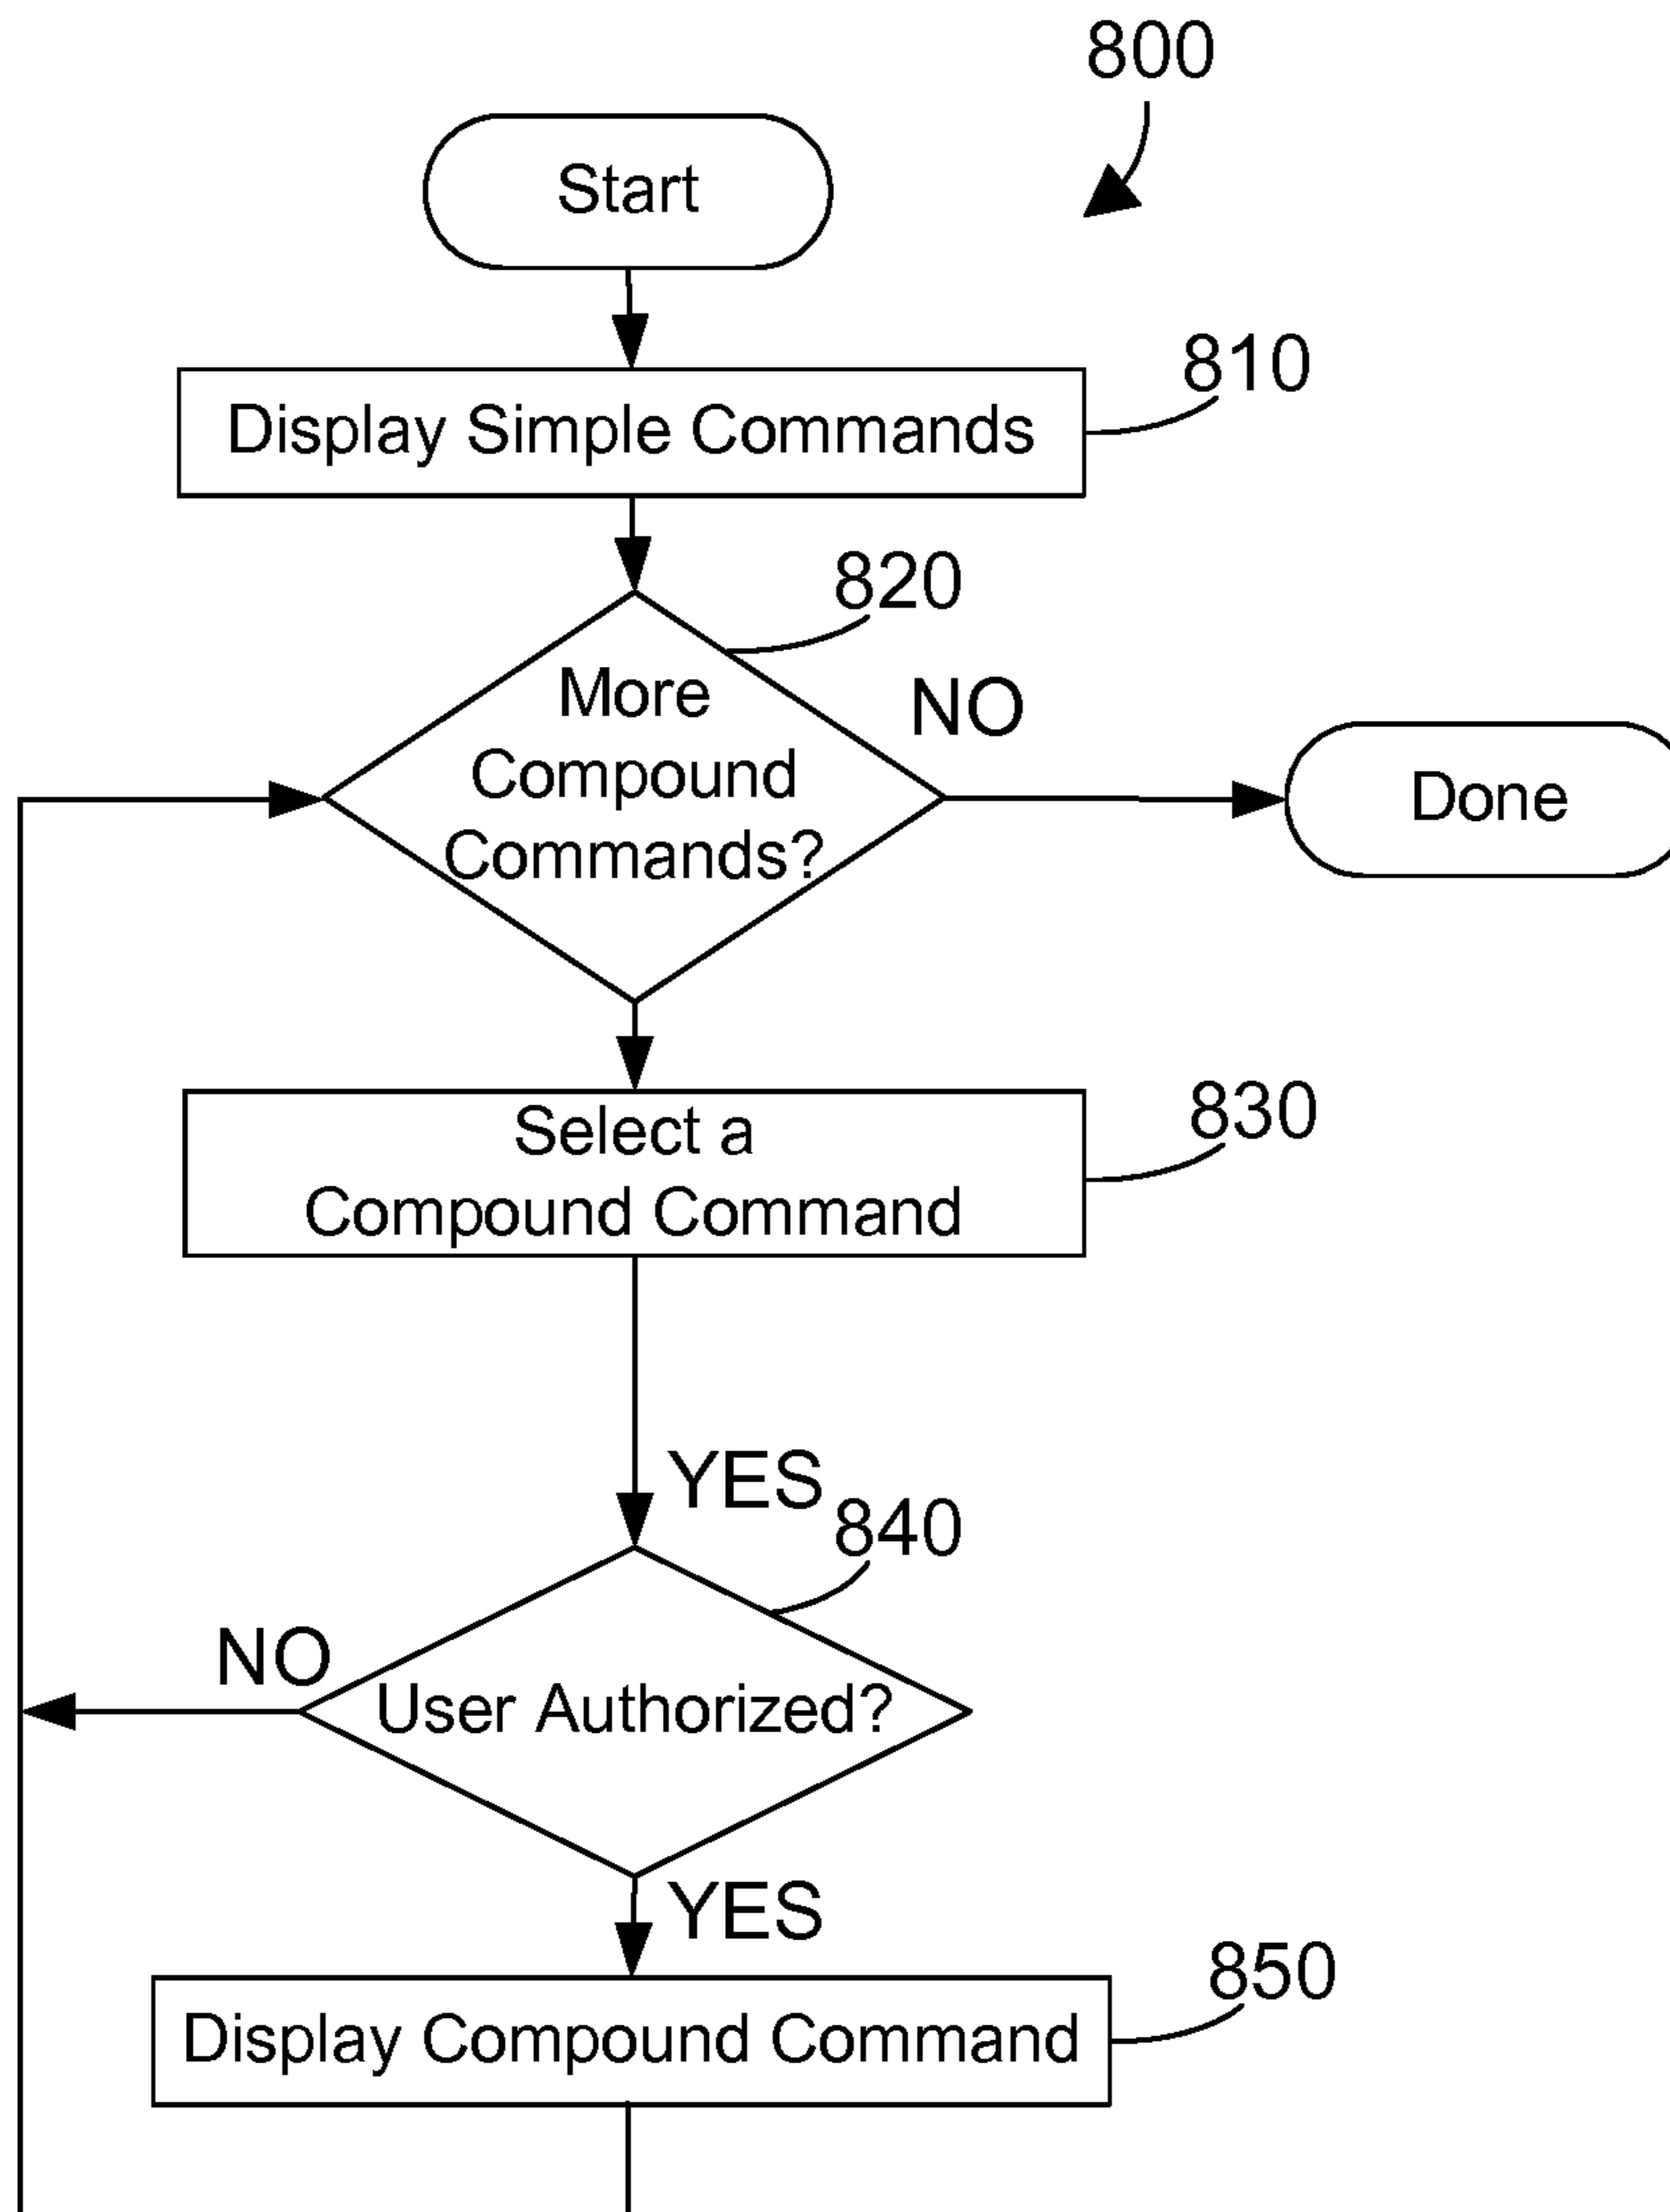 800
Start
810
Display Simple Commands
820
More
Compound
Commands?
NO
Done
830
Select a
Compound Command
YES
840
NO
User Authorized?
YES
850
Display Compound Command